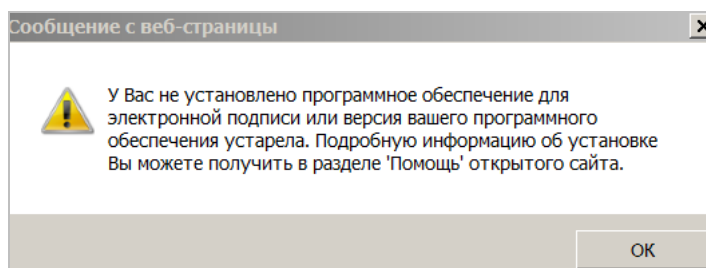 Сообщение с веб-страницы
У Вас не установлено программное обеспечение для
электронной подписи или версия вашего программного
обеспечения устарела. Подробную информацию об установке
Вы можете получить в разделе 'Помощь' открытого сайта.
ОК